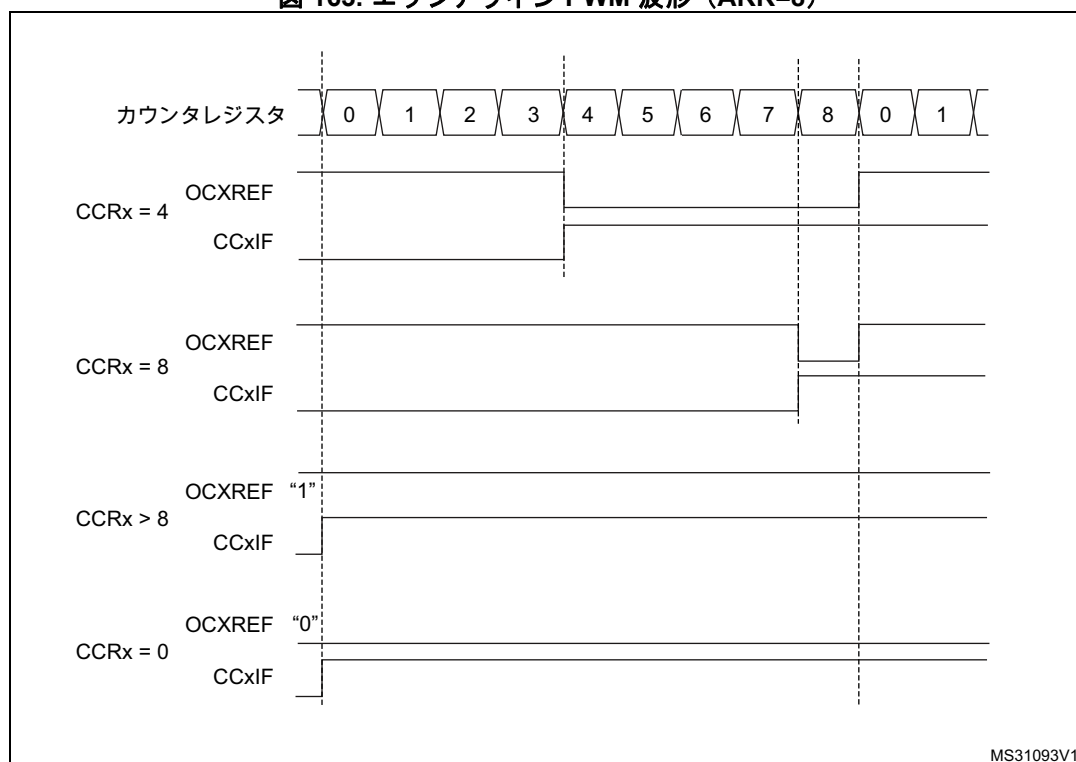 カウンタレジスタ 0 1 2 3 4 5 6 7 8 0 1
OCXREF
CCRx = 4
CCxIF
OCXREF
CCRx = 8
CCxIF
OCXREF “1”
CCRx > 8
CCxIF
OCXREF “0”
CCRx = 0
CCxIF
MS31093V1